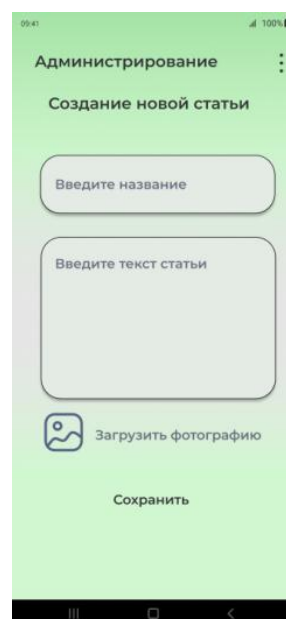 09:41
100%
Администрирование
Создание новой статьи
Введите название
Введите текст статьи
Загрузить фотографию
Сохранить